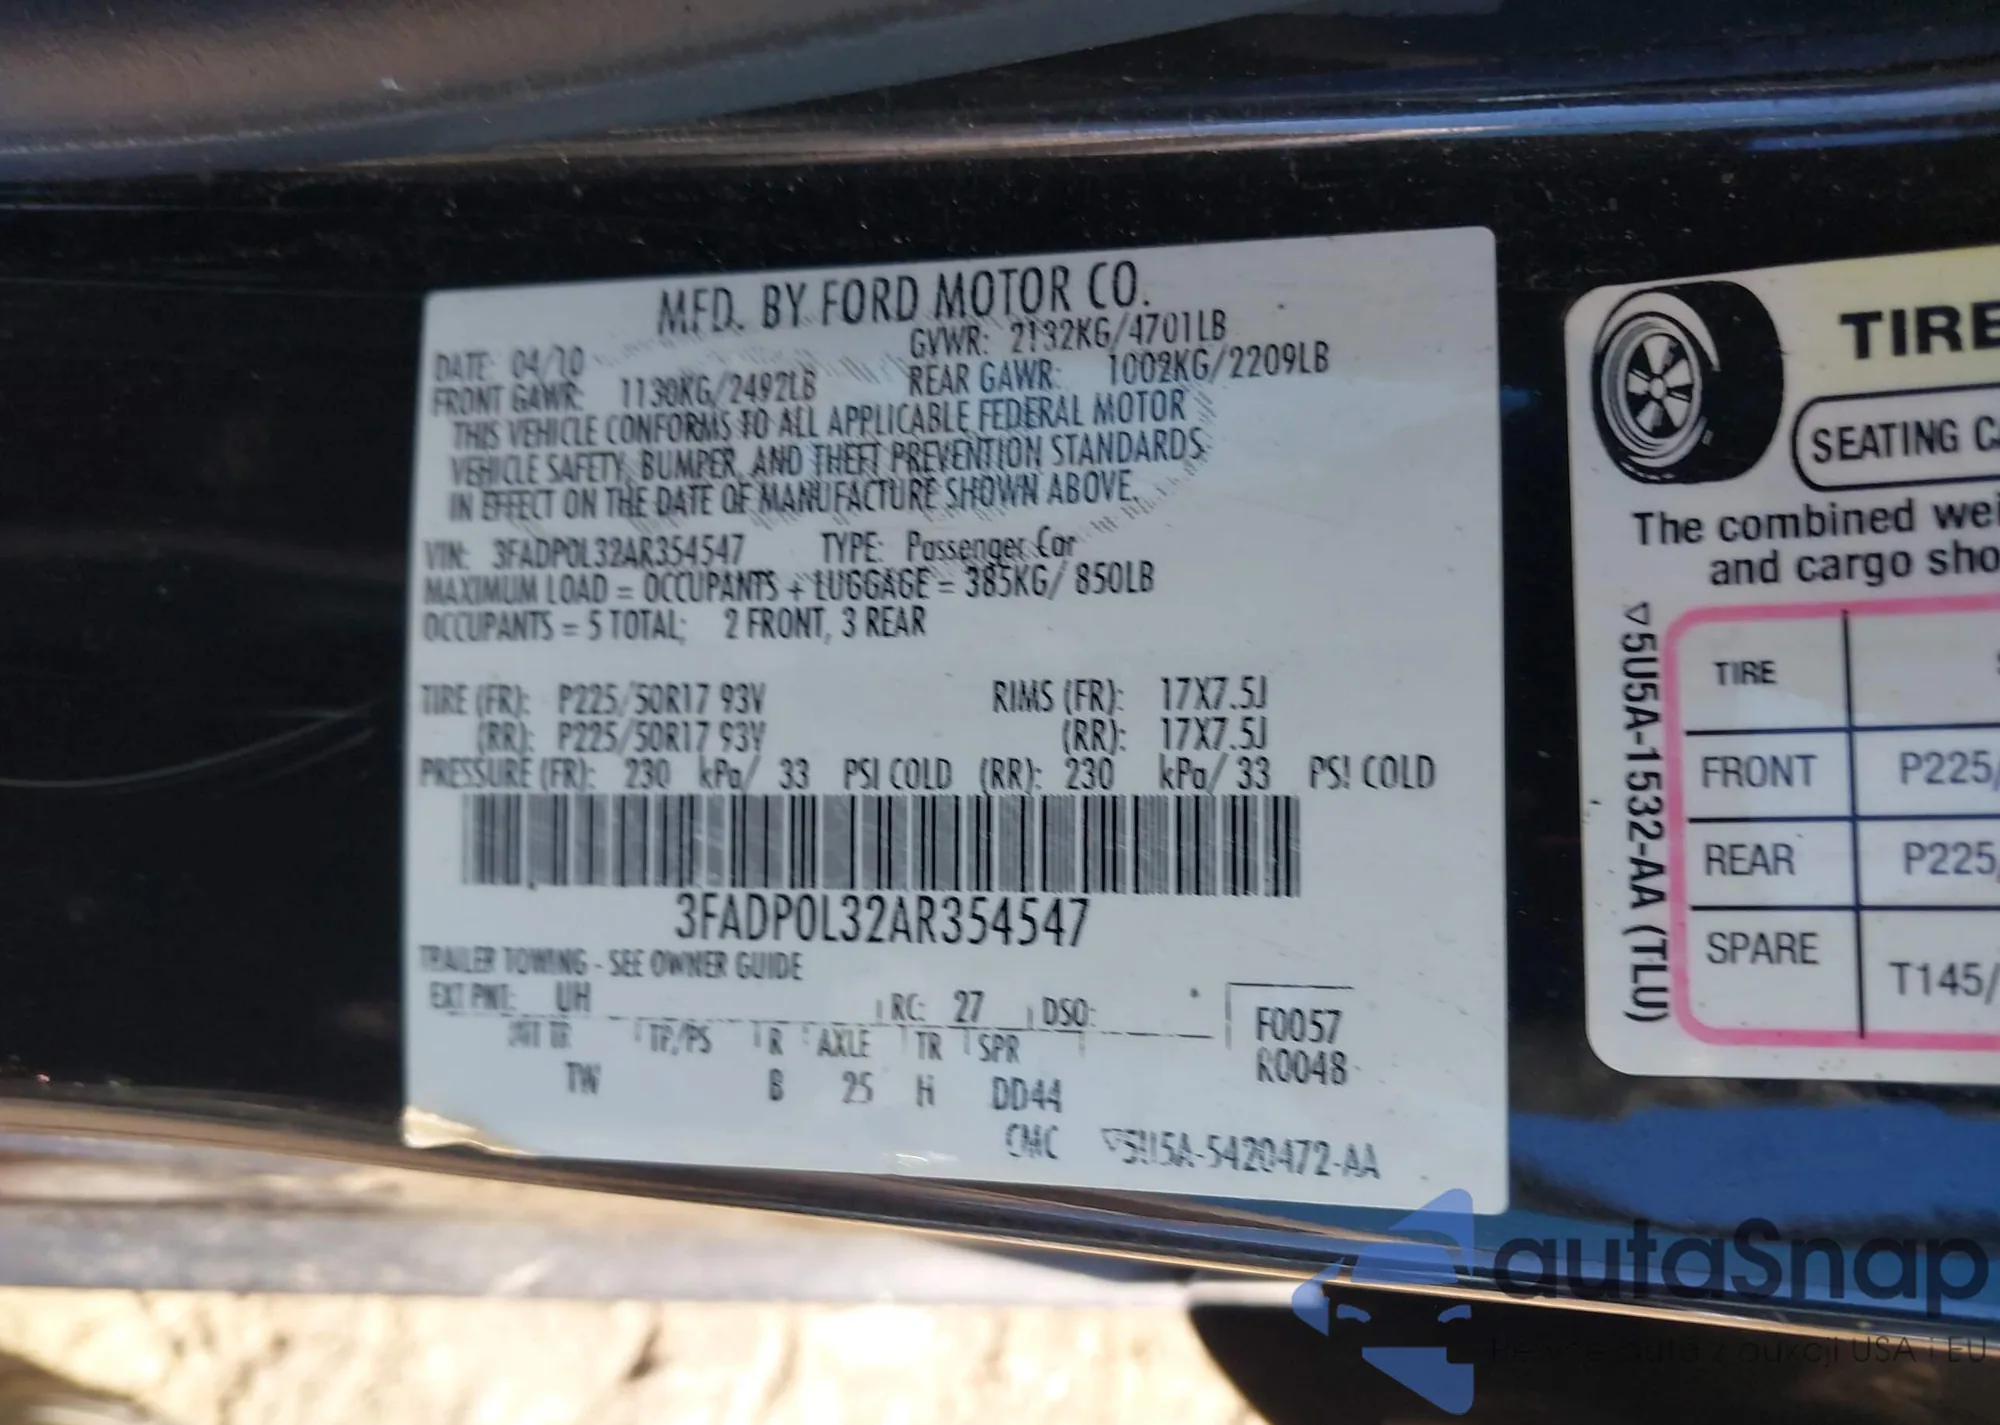 MFD. BY FORD MOTOR CO.
DATE: 04/10 GVWR: 2132KG/4701LB
FRONT GAWR: 1130KG/2492LB REAR GAWR: 1002KG/2209LB
THIS VEHICLE CONFORMS TO ALL APPLICABLE FEDERAL MOTOR
VEHICLE SAFETY, BUMPER, AND THEFT PREVENTION STANDARDS
IN EFFECT ON THE DATE OF MANUFACTURE SHOWN ABOVE.
VIN: 3FADP0L32AR354547 TYPE: Passenger Car
MAXIMUM LOAD = OCCUPANTS + LUGGAGE = 385KG/ 850LB
OCCUPANTS = 5 TOTAL; 2 FRONT, 3 REAR
TIRE (FR): P225/50R17 93V RIMS (FR): 17X7.5J
(RR): P225/50R17 93V (RR): 17X7.5J
PRESSURE (FR): 230 kPa/ 33 PSI COLD (RR): 230 kPa/ 33 PSI COLD
3FADP0L32AR354547
TRAILER TOWING - SEE OWNER GUIDE
EXT PNT: UH RC: 27 DSO:
INT TR TP/PS R AXLE TR SPR
TW B 25 H DD44
F0057
R0048
CMC ▽5U5A-5420472-AA
TIRE
SEATING CA
The combined wei
and cargo sho
▽5U5A-1532-AA (TLU)
TIRE S
FRONT P225/
REAR P225/
SPARE T145/
autaSnap
auta z aukcji USA i EU